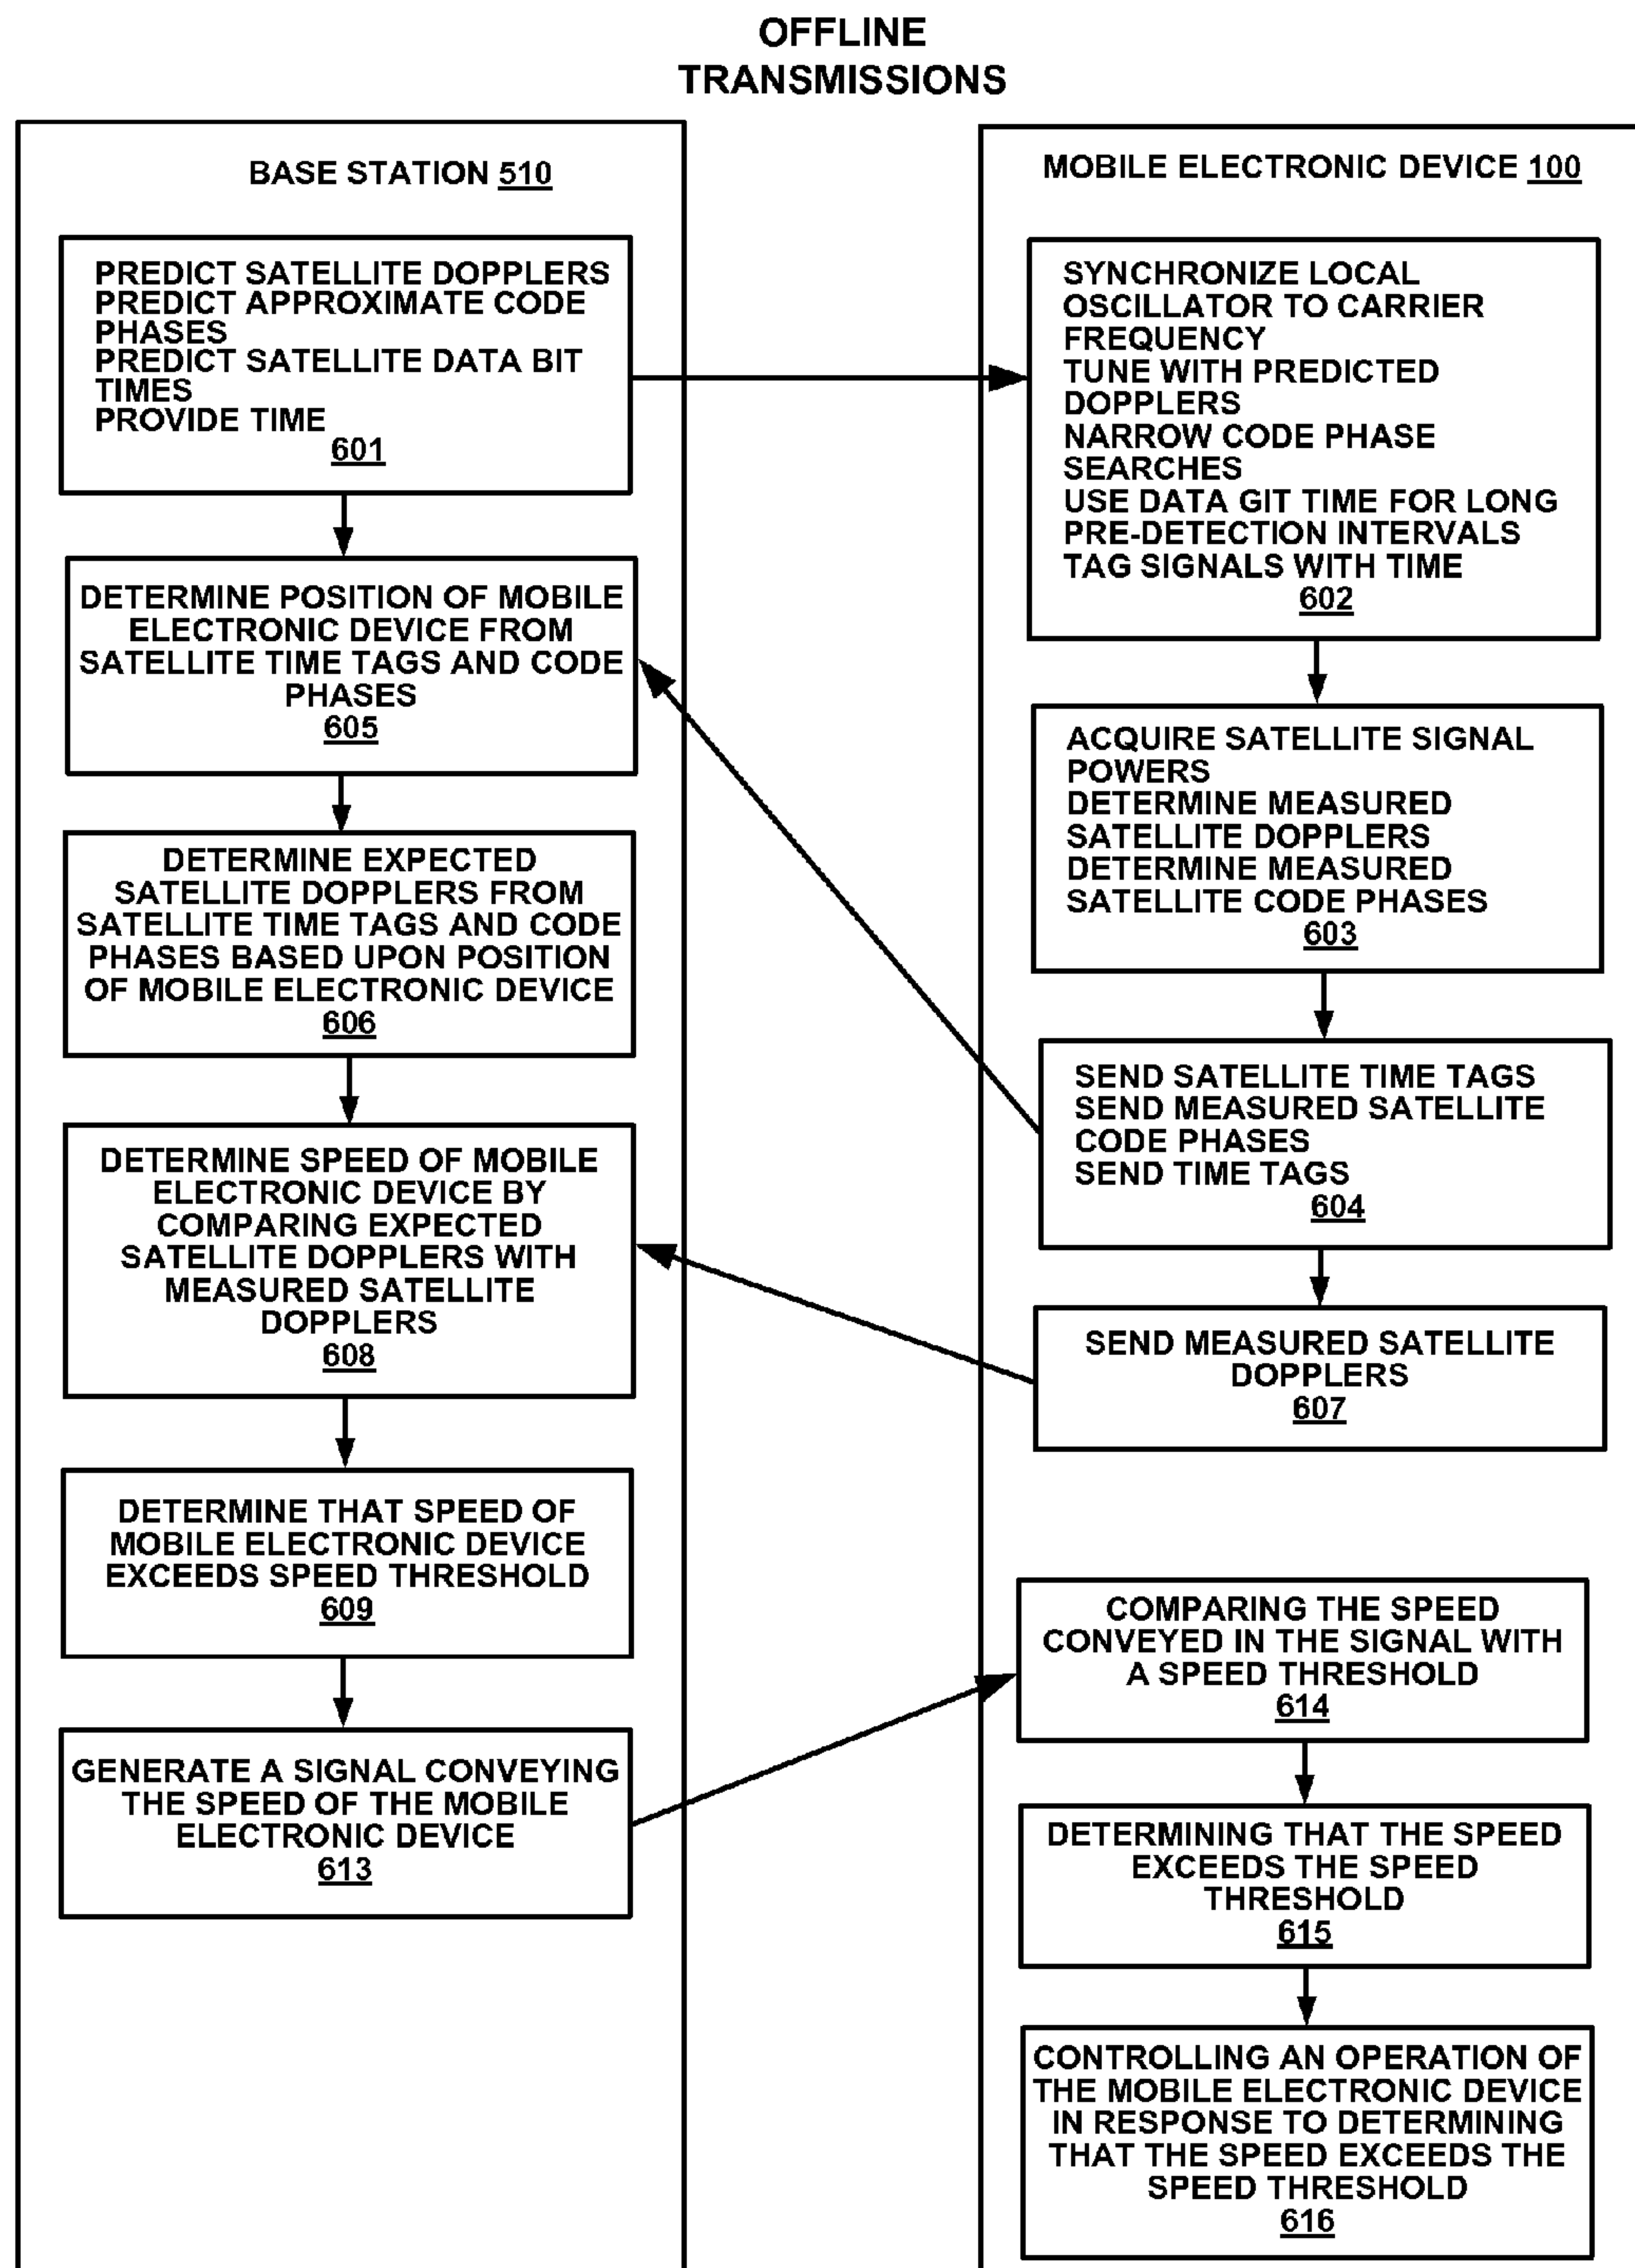 OFFLINE
TRANSMISSIONS
BASE STATION 510
PREDICT SATELLITE DOPPLERS
PREDICT APPROXIMATE CODE
PHASES
PREDICT SATELLITE DATA BIT
TIMES
PROVIDE TIME
601
DETERMINE POSITION OF MOBILE
ELECTRONIC DEVICE FROM
SATELLITE TIME TAGS AND CODE
PHASES
605
DETERMINE EXPECTED
SATELLITE DOPPLERS FROM
SATELLITE TIME TAGS AND CODE
PHASES BASED UPON POSITION
OF MOBILE ELECTRONIC DEVICE
606
DETERMINE SPEED OF MOBILE
ELECTRONIC DEVICE BY
COMPARING EXPECTED
SATELLITE DOPPLERS WITH
MEASURED SATELLITE
DOPPLERS
608
DETERMINE THAT SPEED OF
MOBILE ELECTRONIC DEVICE
EXCEEDS SPEED THRESHOLD
609
GENERATE A SIGNAL CONVEYING
THE SPEED OF THE MOBILE
ELECTRONIC DEVICE
613
MOBILE ELECTRONIC DEVICE 100
SYNCHRONIZE LOCAL
OSCILLATOR TO CARRIER
FREQUENCY
TUNE WITH PREDICTED
DOPPLERS
NARROW CODE PHASE
SEARCHES
USE DATA GIT TIME FOR LONG
PRE-DETECTION INTERVALS
TAG SIGNALS WITH TIME
602
ACQUIRE SATELLITE SIGNAL
POWERS
DETERMINE MEASURED
SATELLITE DOPPLERS
DETERMINE MEASURED
SATELLITE CODE PHASES
603
SEND SATELLITE TIME TAGS
SEND MEASURED SATELLITE
CODE PHASES
SEND TIME TAGS
604
SEND MEASURED SATELLITE
DOPPLERS
607
COMPARING THE SPEED
CONVEYED IN THE SIGNAL WITH
A SPEED THRESHOLD
614
DETERMINING THAT THE SPEED
EXCEEDS THE SPEED
THRESHOLD
615
CONTROLLING AN OPERATION OF
THE MOBILE ELECTRONIC DEVICE
IN RESPONSE TO DETERMINING
THAT THE SPEED EXCEEDS THE
SPEED THRESHOLD
616